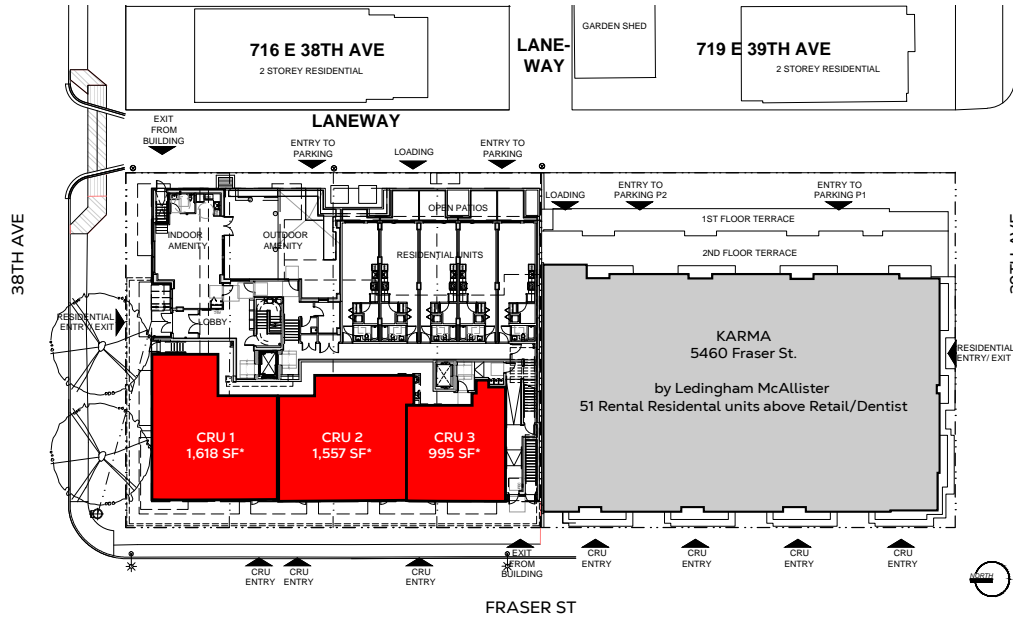 716 E 38TH AVE
2 STOREY RESIDENTIAL
LANE-
WAY
GARDEN SHED
719 E 39TH AVE
2 STOREY RESIDENTIAL
LANEWAY
EXIT
FROM
BUILDING
ENTRY TO
PARKING
LOADING
ENTRY TO
PARKING
LOADING
ENTRY TO
PARKING P2
ENTRY TO
PARKING P1
38TH AVE
INDOOR
AMENITY
OUTDOOR
AMENITY
OPEN PATIOS
RESIDENTIAL UNITS
1ST FLOOR TERRACE
2ND FLOOR TERRACE
RESIDENTIAL
ENTRY/ EXIT
LOBBY
KARMA
5460 Fraser St.
by Ledingham McAllister
51 Rental Residental units above Retail/Dentist
RESIDENTIAL
ENTRY/ EXIT
CRU 1
1,618 SF*
CRU 2
1,557 SF*
CRU 3
995 SF*
CRU
ENTRY
CRU
ENTRY
CRU
ENTRY
EXIT
FROM
BUILDING
CRU
ENTRY
CRU
ENTRY
CRU
ENTRY
CRU
ENTRY
FRASER ST
NORTH